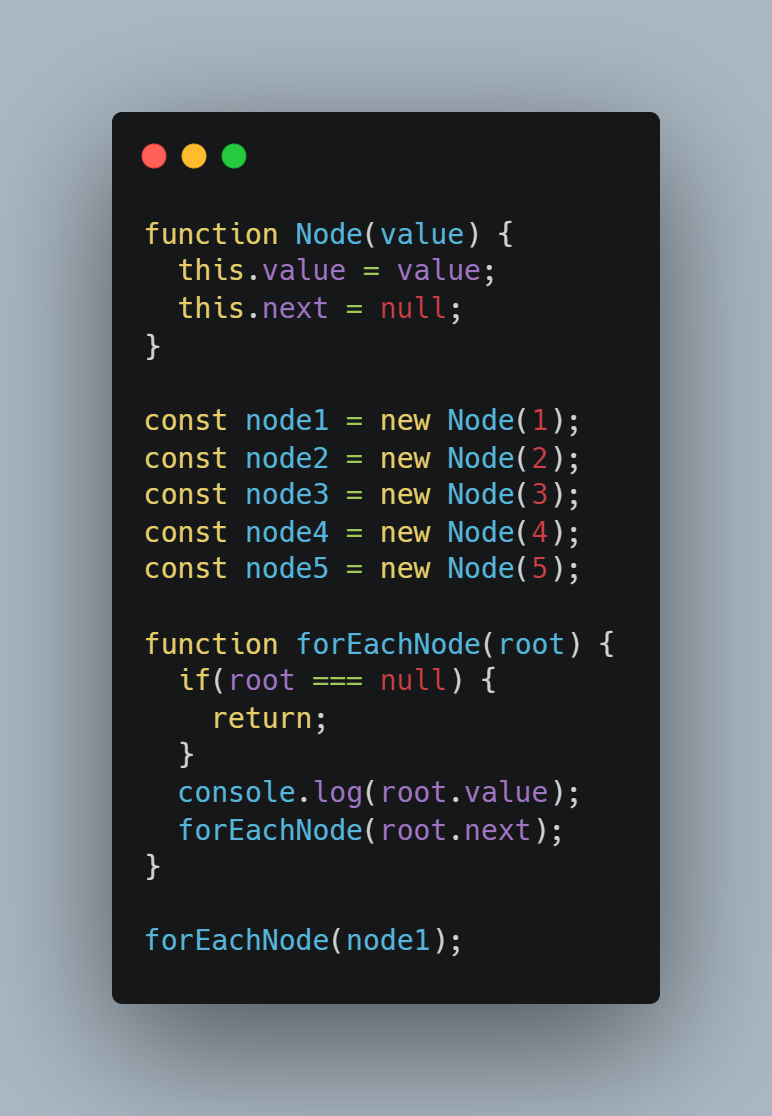 function Node(value) {
  this.value = value;
  this.next = null;
}

const node1 = new Node(1);
const node2 = new Node(2);
const node3 = new Node(3);
const node4 = new Node(4);
const node5 = new Node(5);

function forEachNode(root) {
  if(root === null) {
    return;
  }
  console.log(root.value);
  forEachNode(root.next);
}

forEachNode(node1);